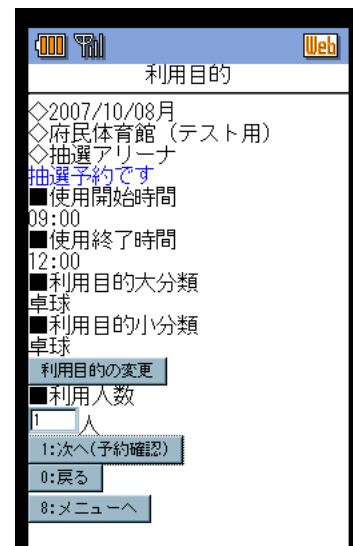 Web
利用目的
◇2007/10/08月
◇府民体育館（テスト用）
◇抽選アリーナ
抽選予約です
■使用開始時間
09:00
■使用終了時間
12:00
■利用目的大分類
卓球
■利用目的小分類
卓球
利用目的の変更
■利用人数
1人
1:次へ(予約確認)
0:戻る
8:メニューへ